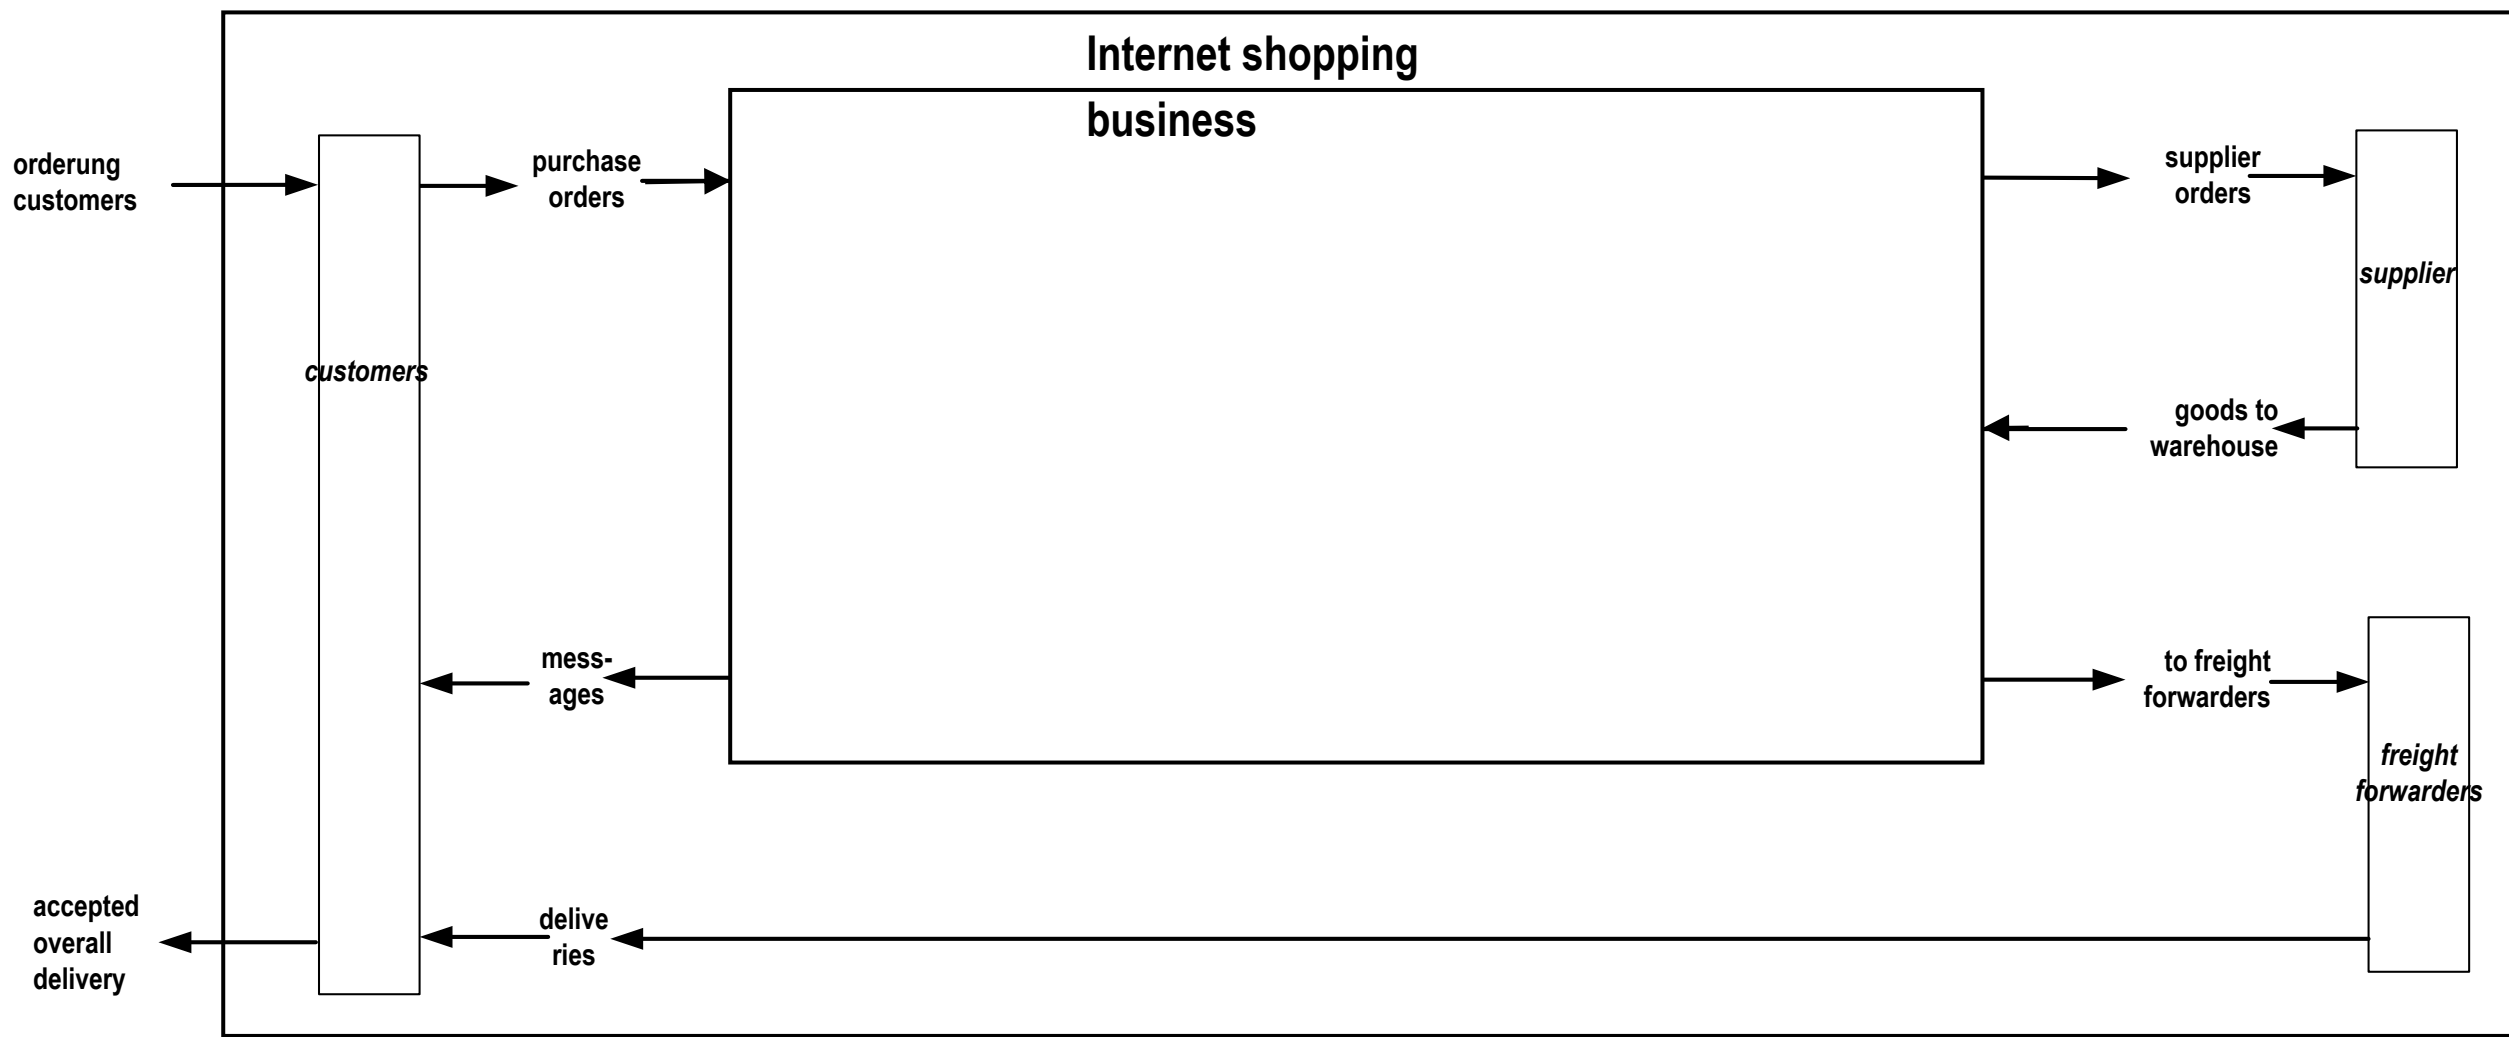 Internet shopping
business
orderung
customers
purchase
orders
supplier
orders
supplier
customers
goods to
warehouse
mess-
ages
to freight
forwarders
freight
forwarders
accepted
overall
delivery
delive
ries